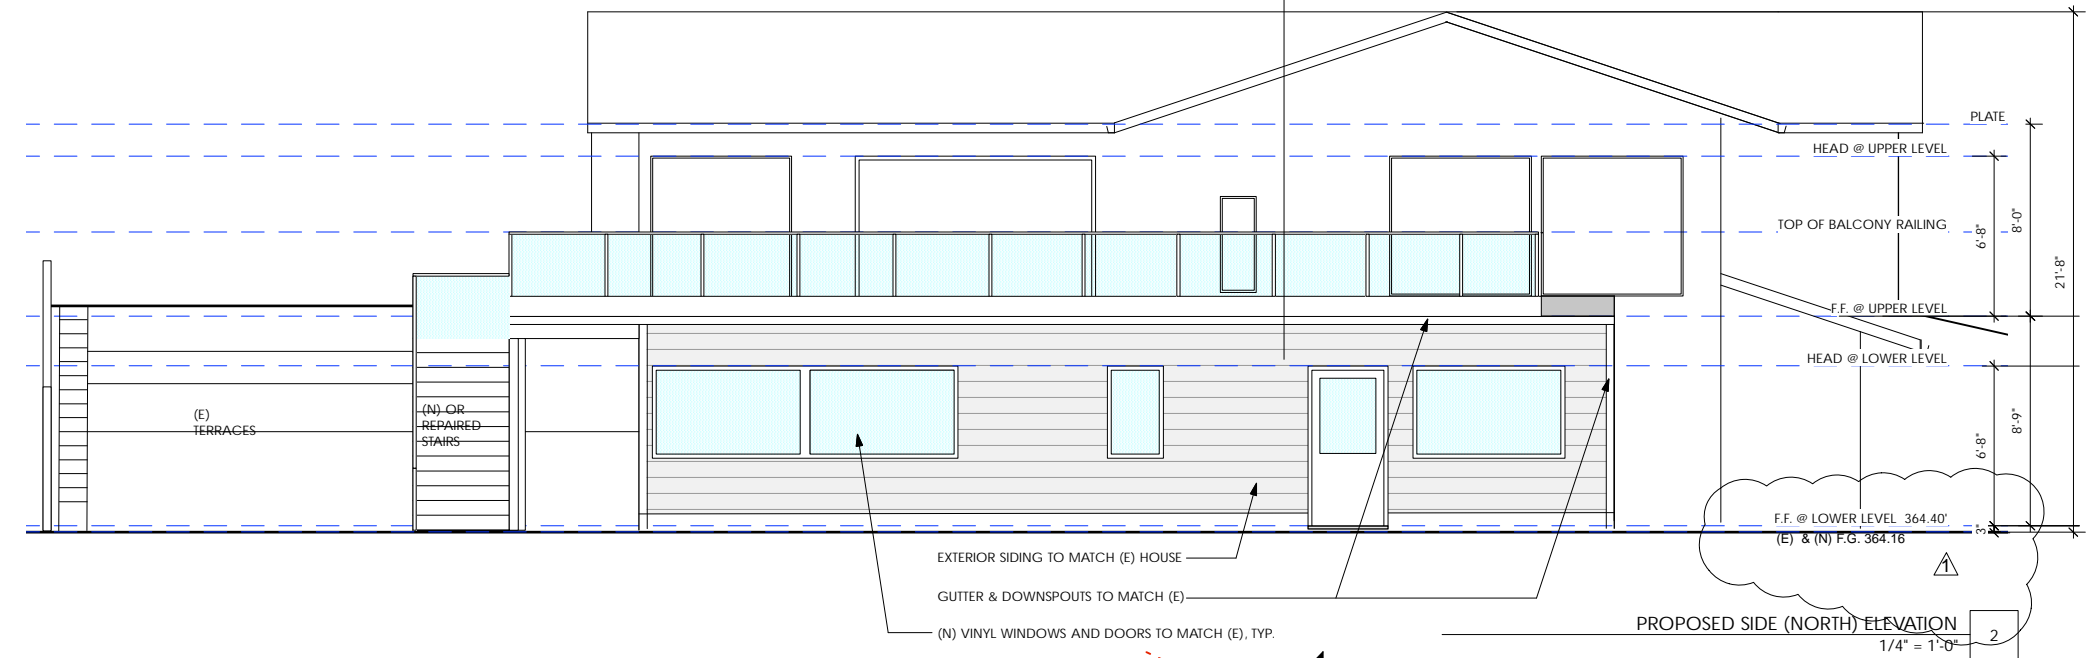 PLATE
HEAD @ UPPER LEVEL
TOP OF BALCONY RAILING
6'-8"
8'-0"
21'-8"
F.F. @ UPPER LEVEL
HEAD @ LOWER LEVEL
(E)
TERRACES
(N) OR
REPAIRED
STAIRS
6'-8"
8'-9"
F.F. @ LOWER LEVEL 364.40'
(E) & (N) F.G. 364.16
3"
1
EXTERIOR SIDING TO MATCH (E) HOUSE
GUTTER & DOWNSPOUTS TO MATCH (E)
(N) VINYL WINDOWS AND DOORS TO MATCH (E), TYP.
PROPOSED SIDE (NORTH) ELEVATION
1/4" = 1'-0"
2